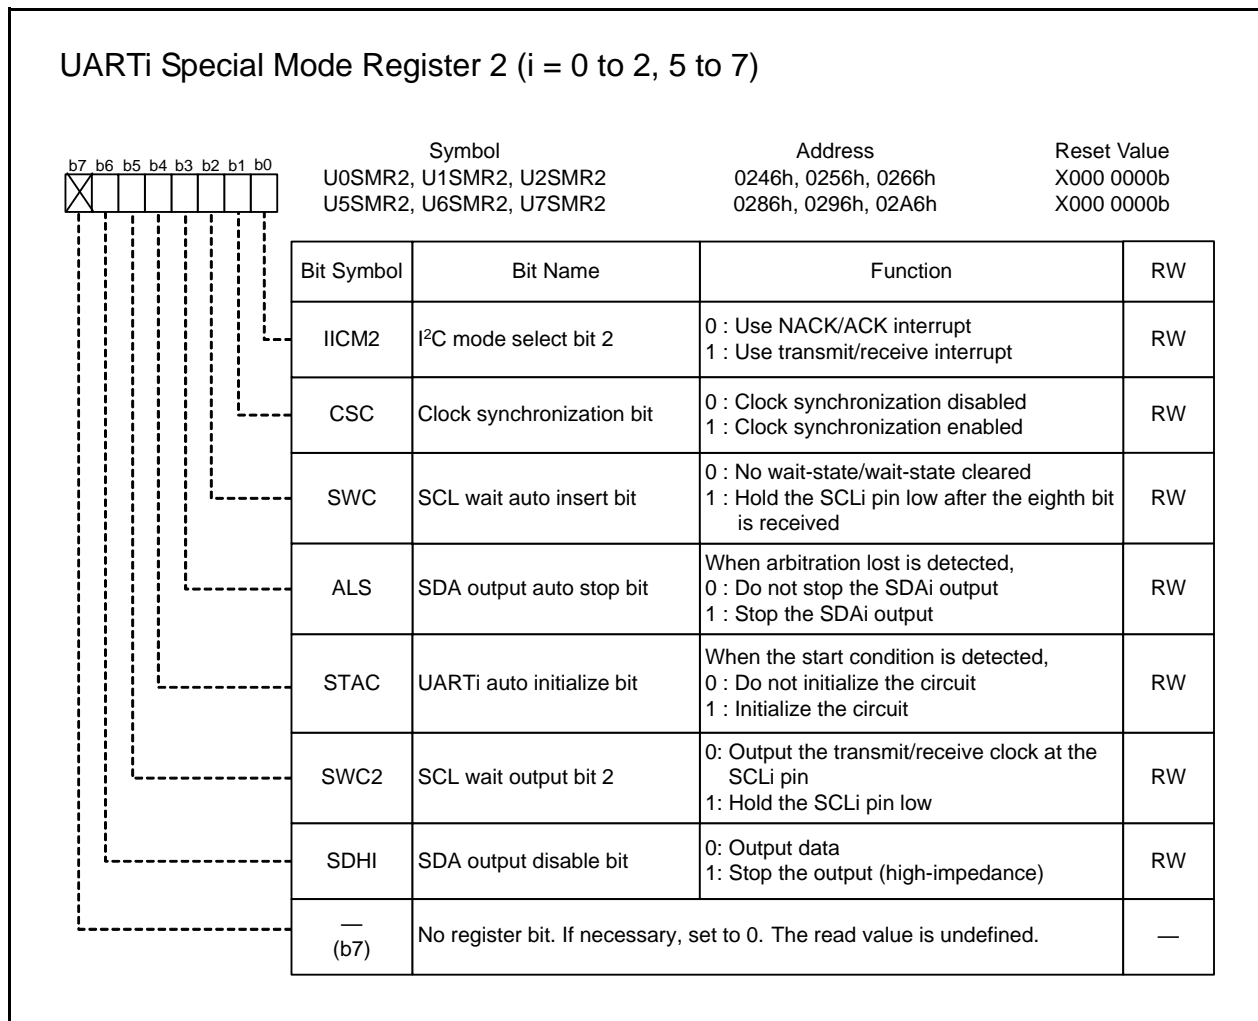 UARTi Special Mode Register 2 (i = 0 to 2, 5 to 7)
b7 b6 b5 b4 b3 b2 b1 b0
Symbol Address Reset Value
U0SMR2, U1SMR2, U2SMR2 0246h, 0256h, 0266h X000 0000b
U5SMR2, U6SMR2, U7SMR2 0286h, 0296h, 02A6h X000 0000b
Bit Symbol Bit Name Function RW
IICM2 I²C mode select bit 2 0 : Use NACK/ACK interrupt
1 : Use transmit/receive interrupt RW
CSC Clock synchronization bit 0 : Clock synchronization disabled
1 : Clock synchronization enabled RW
SWC SCL wait auto insert bit 0 : No wait-state/wait-state cleared
1 : Hold the SCLi pin low after the eighth bit
is received RW
ALS SDA output auto stop bit When arbitration lost is detected,
0 : Do not stop the SDAi output
1 : Stop the SDAi output RW
STAC UARTi auto initialize bit When the start condition is detected,
0 : Do not initialize the circuit
1 : Initialize the circuit RW
SWC2 SCL wait output bit 2 0: Output the transmit/receive clock at the
SCLi pin
1: Hold the SCLi pin low RW
SDHI SDA output disable bit 0: Output data
1: Stop the output (high-impedance) RW
—
(b7) No register bit. If necessary, set to 0. The read value is undefined. —